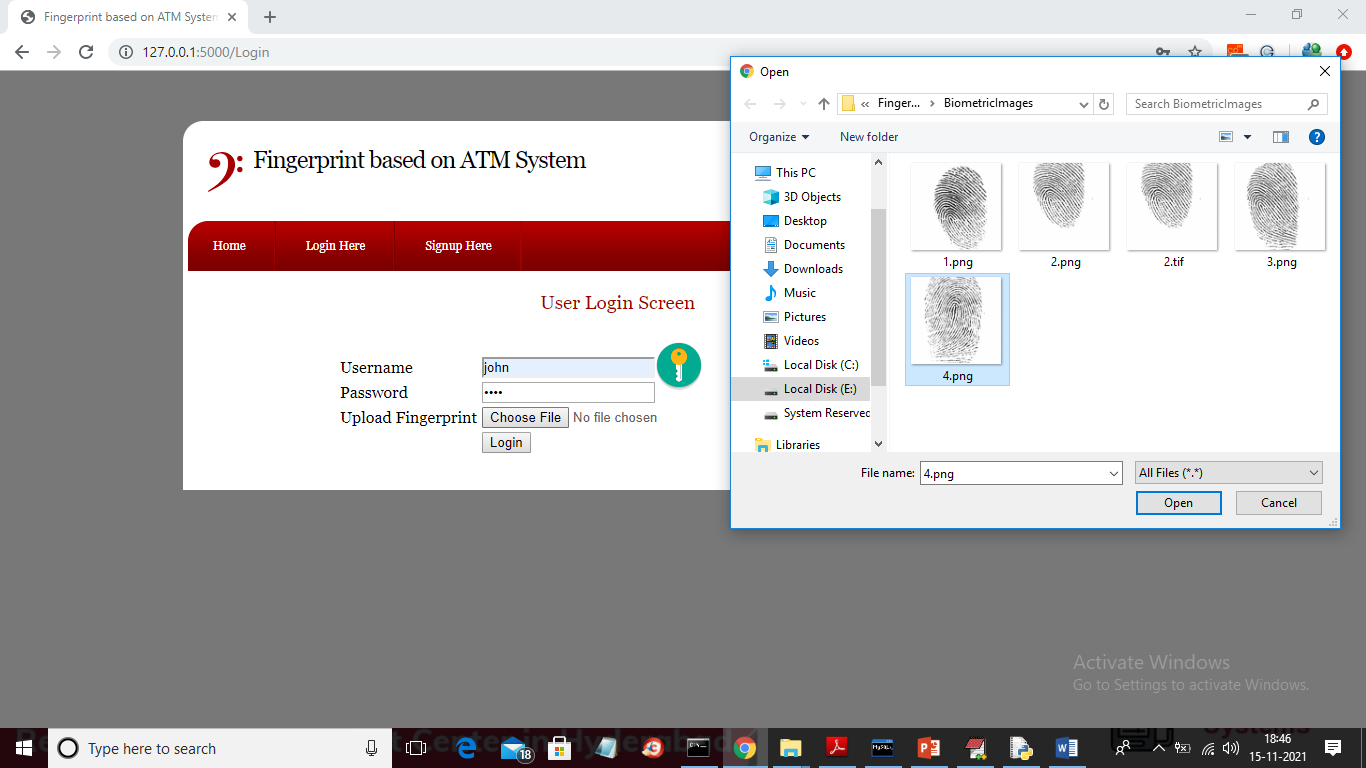 Fingerprint based on ATM System
127.0.0.1:5000/Login
Fingerprint based on ATM System
Home
Login Here
Signup Here
User Login Screen
Username
john
Password
••••
Upload Fingerprint
Choose File
No file chosen
Login
Open
«
Finger...
BiometricImages
Search BiometricImages
Organize
New folder
This PC
3D Objects
Desktop
Documents
Downloads
Music
Pictures
Videos
Local Disk (C:)
Local Disk (E:)
System Reserved
Libraries
1.png
2.png
2.tif
3.png
4.png
File name:
4.png
All Files (*.*)
Open
Cancel
Activate Windows
Go to Settings to activate Windows.
Type here to search
18
18:46
15-11-2021